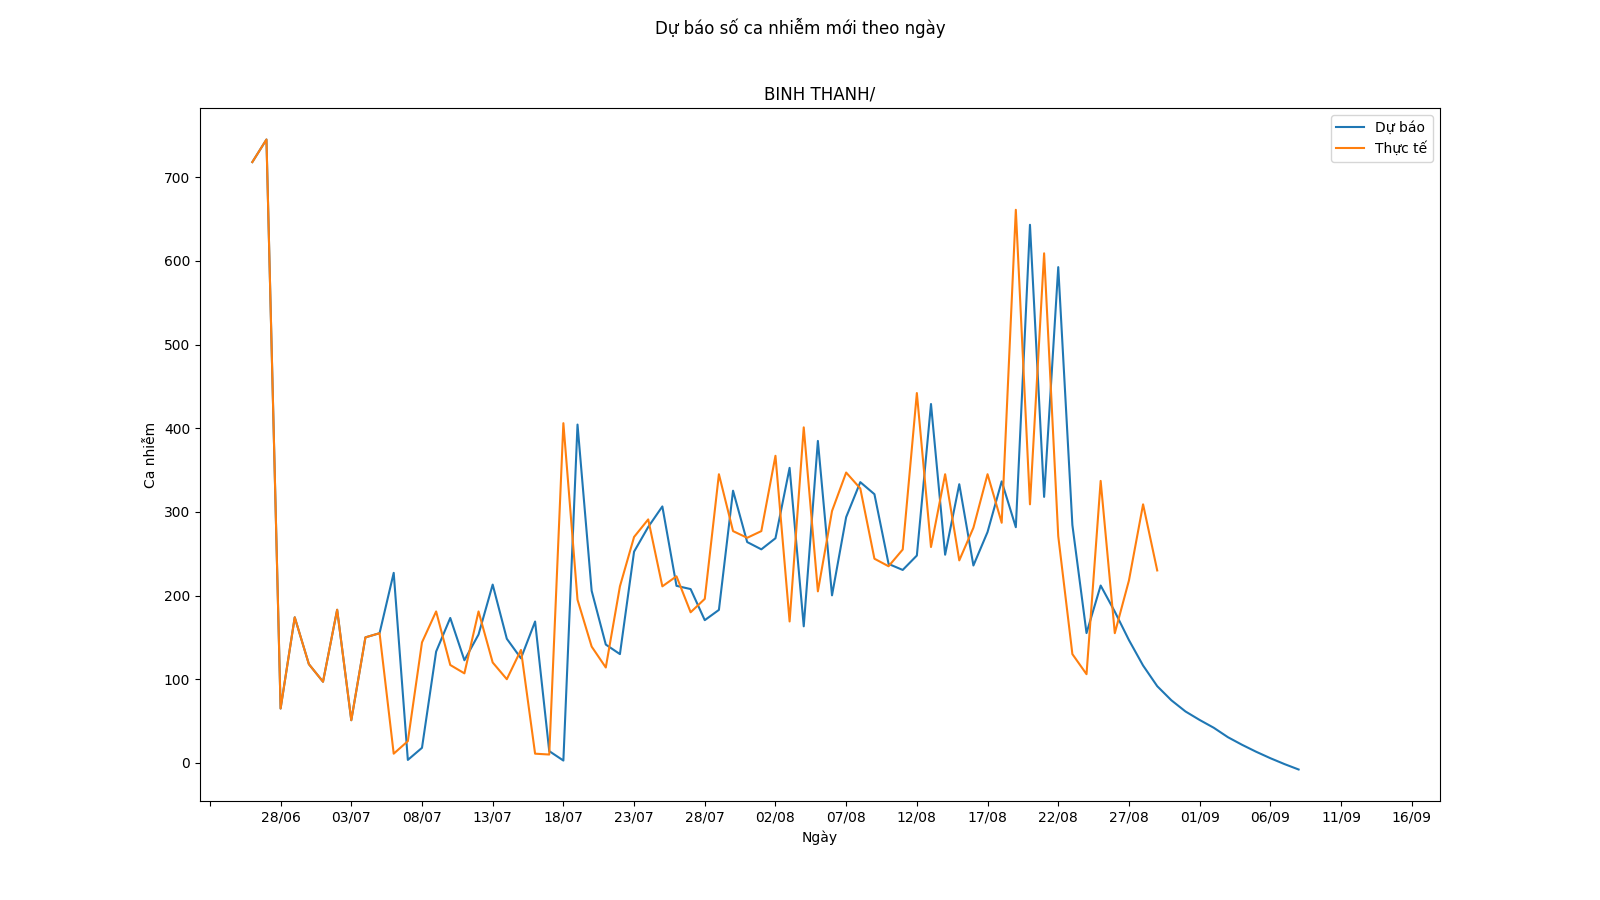 Dự báo số ca nhiễm mới theo ngày
BINH THANH/
Dự báo
Thực tế
700
600
500
400
300
200
100
0
Ca nhiễm
28/06 03/07 08/07 13/07 18/07 23/07 28/07 02/08 07/08 12/08 17/08 22/08 27/08 01/09 06/09 11/09 16/09
Ngày